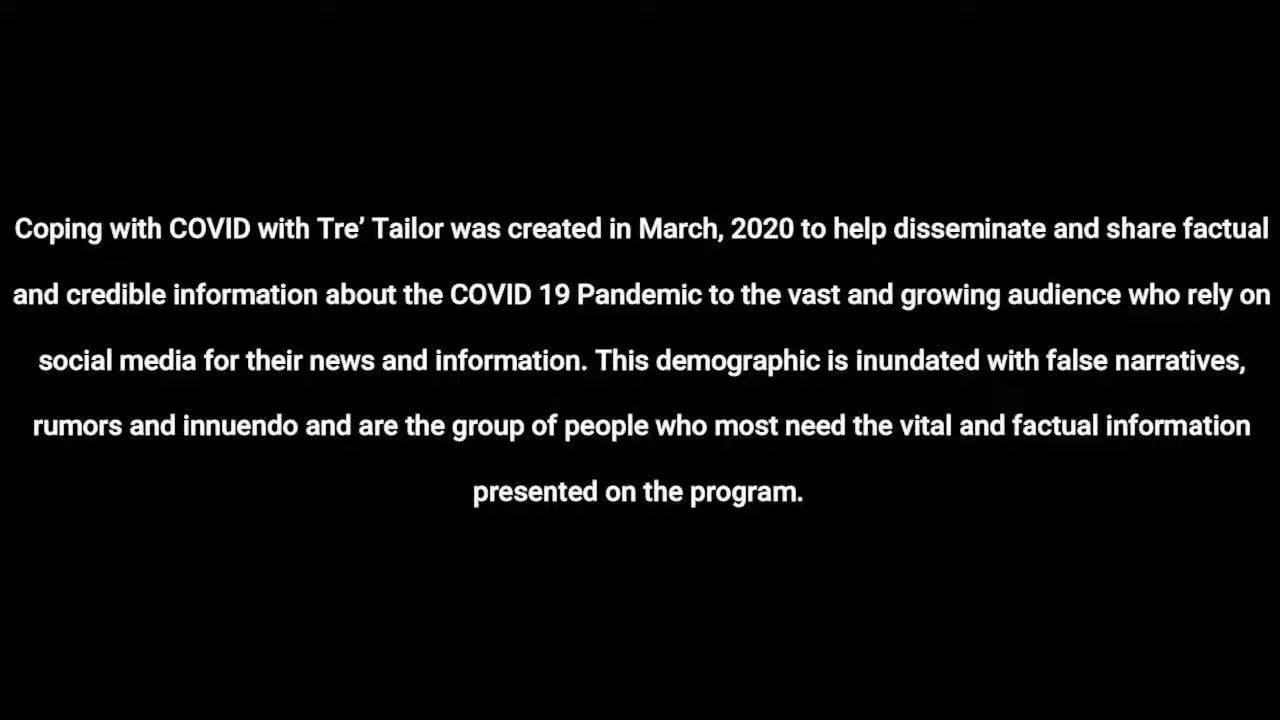 Coping with COVID with Tre’ Tailor was created in March, 2020 to help disseminate and share factual
and credible information about the COVID 19 Pandemic to the vast and growing audience who rely on
social media for their news and information. This demographic is inundated with false narratives,
rumors and innuendo and are the group of people who most need the vital and factual information
presented on the program.